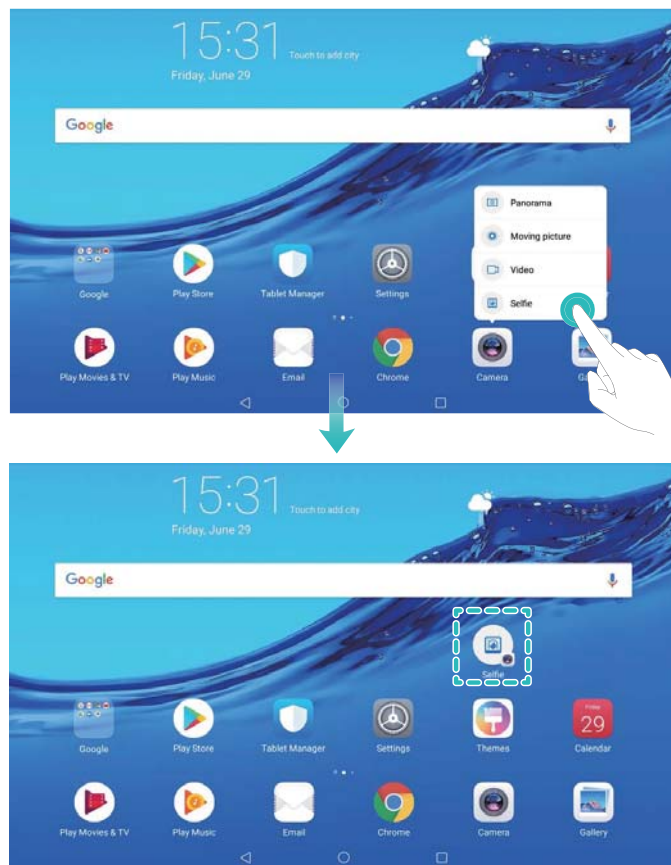 15:31 Touch to add city
Friday, June 29
Google
Panorama
Moving picture
Video
Selfie
Google Play Store Tablet Manager Settings
Play Movies & TV Play Music Email Chrome Camera
15:31 Touch to add city
Friday, June 29
Google
Selfie
Friday
29
Google Play Store Tablet Manager Settings Themes Calendar
Play Movies & TV Play Music Email Chrome Camera Gallery